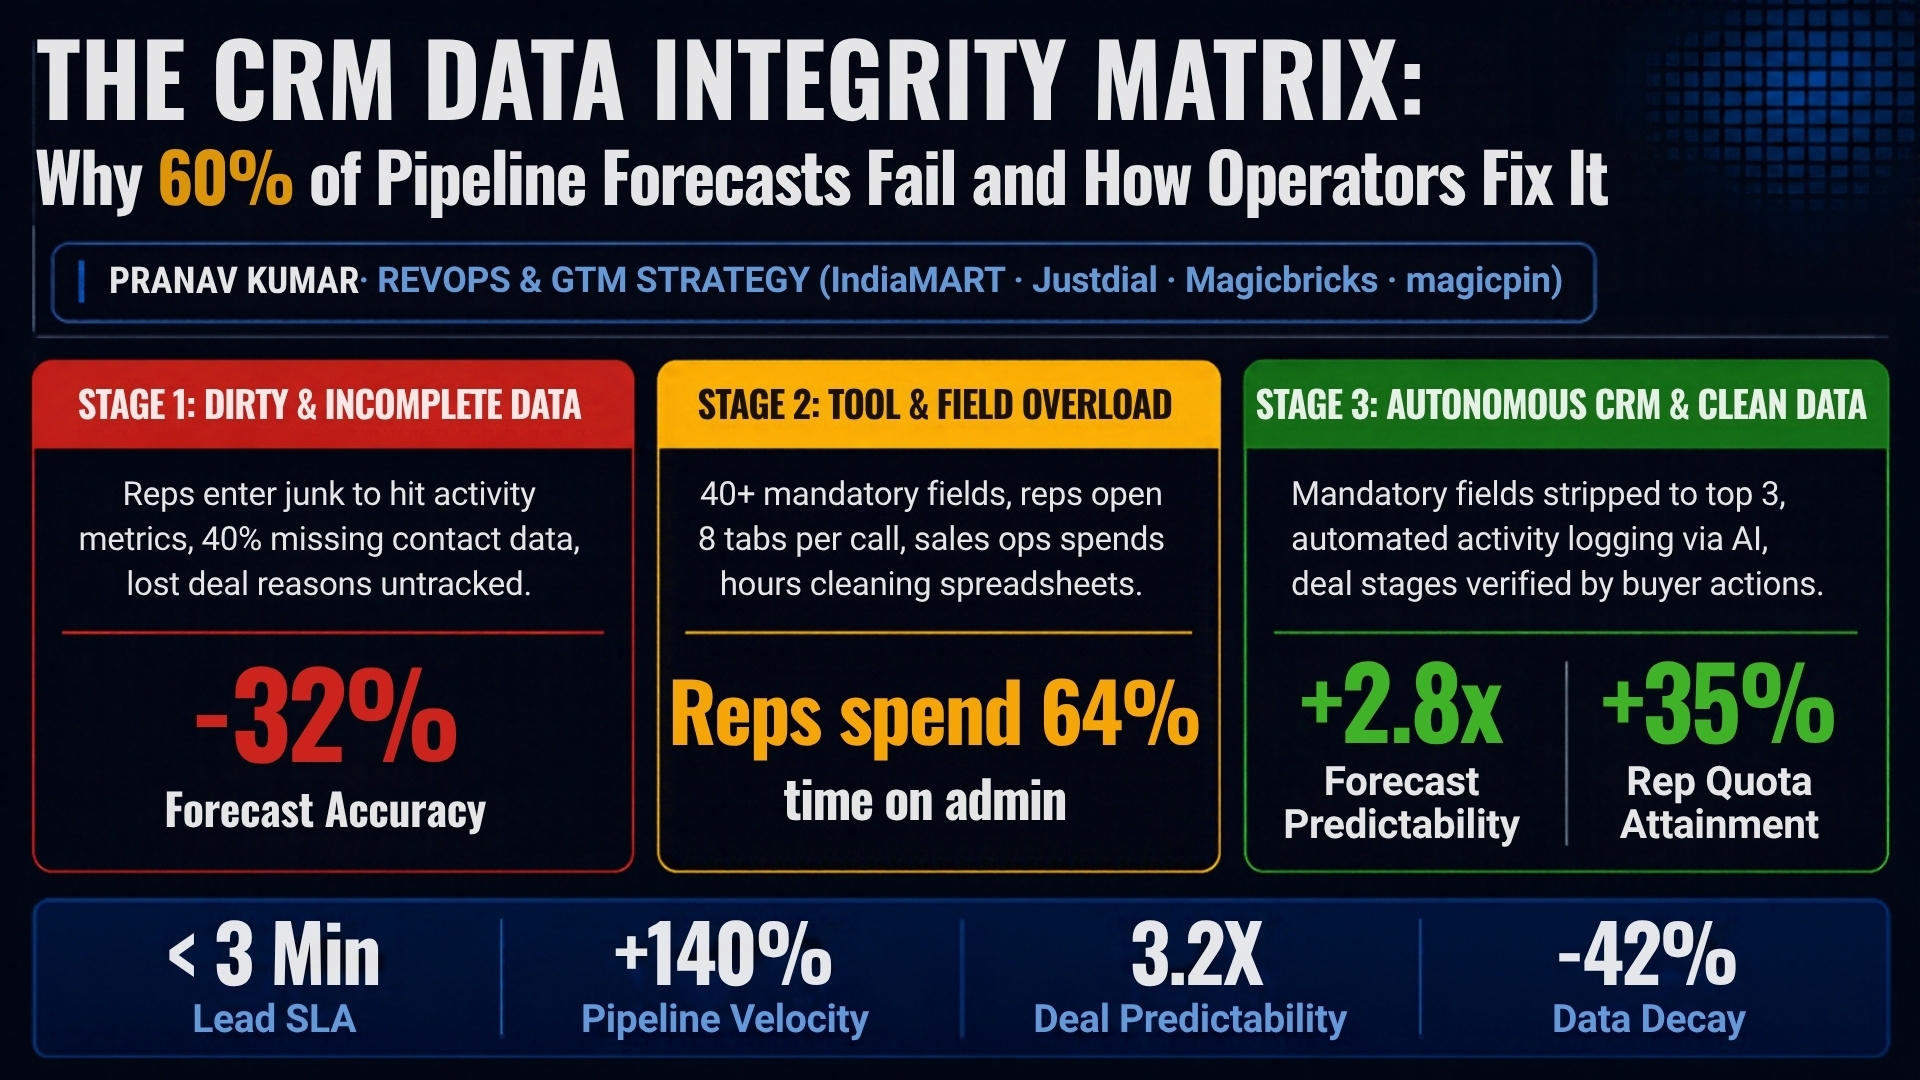 THE CRM DATA INTEGRITY MATRIX:
Why 60% of Pipeline Forecasts Fail and How Operators Fix It
PRANAV KUMAR· REVOPS & GTM STRATEGY (IndiaMART · Justdial · Magicbricks · magicpin)
STAGE 1: DIRTY & INCOMPLETE DATA
Reps enter junk to hit activity
metrics, 40% missing contact data,
lost deal reasons untracked.
-32%
Forecast Accuracy
STAGE 2: TOOL & FIELD OVERLOAD
40+ mandatory fields, reps open
8 tabs per call, sales ops spends
hours cleaning spreadsheets.
Reps spend 64%
time on admin
STAGE 3: AUTONOMOUS CRM & CLEAN DATA
Mandatory fields stripped to top 3,
automated activity logging via AI,
deal stages verified by buyer actions.
+2.8x
Forecast
Predictability
+35%
Rep Quota
Attainment
< 3 Min
Lead SLA
+140%
Pipeline Velocity
3.2X
Deal Predictability
-42%
Data Decay